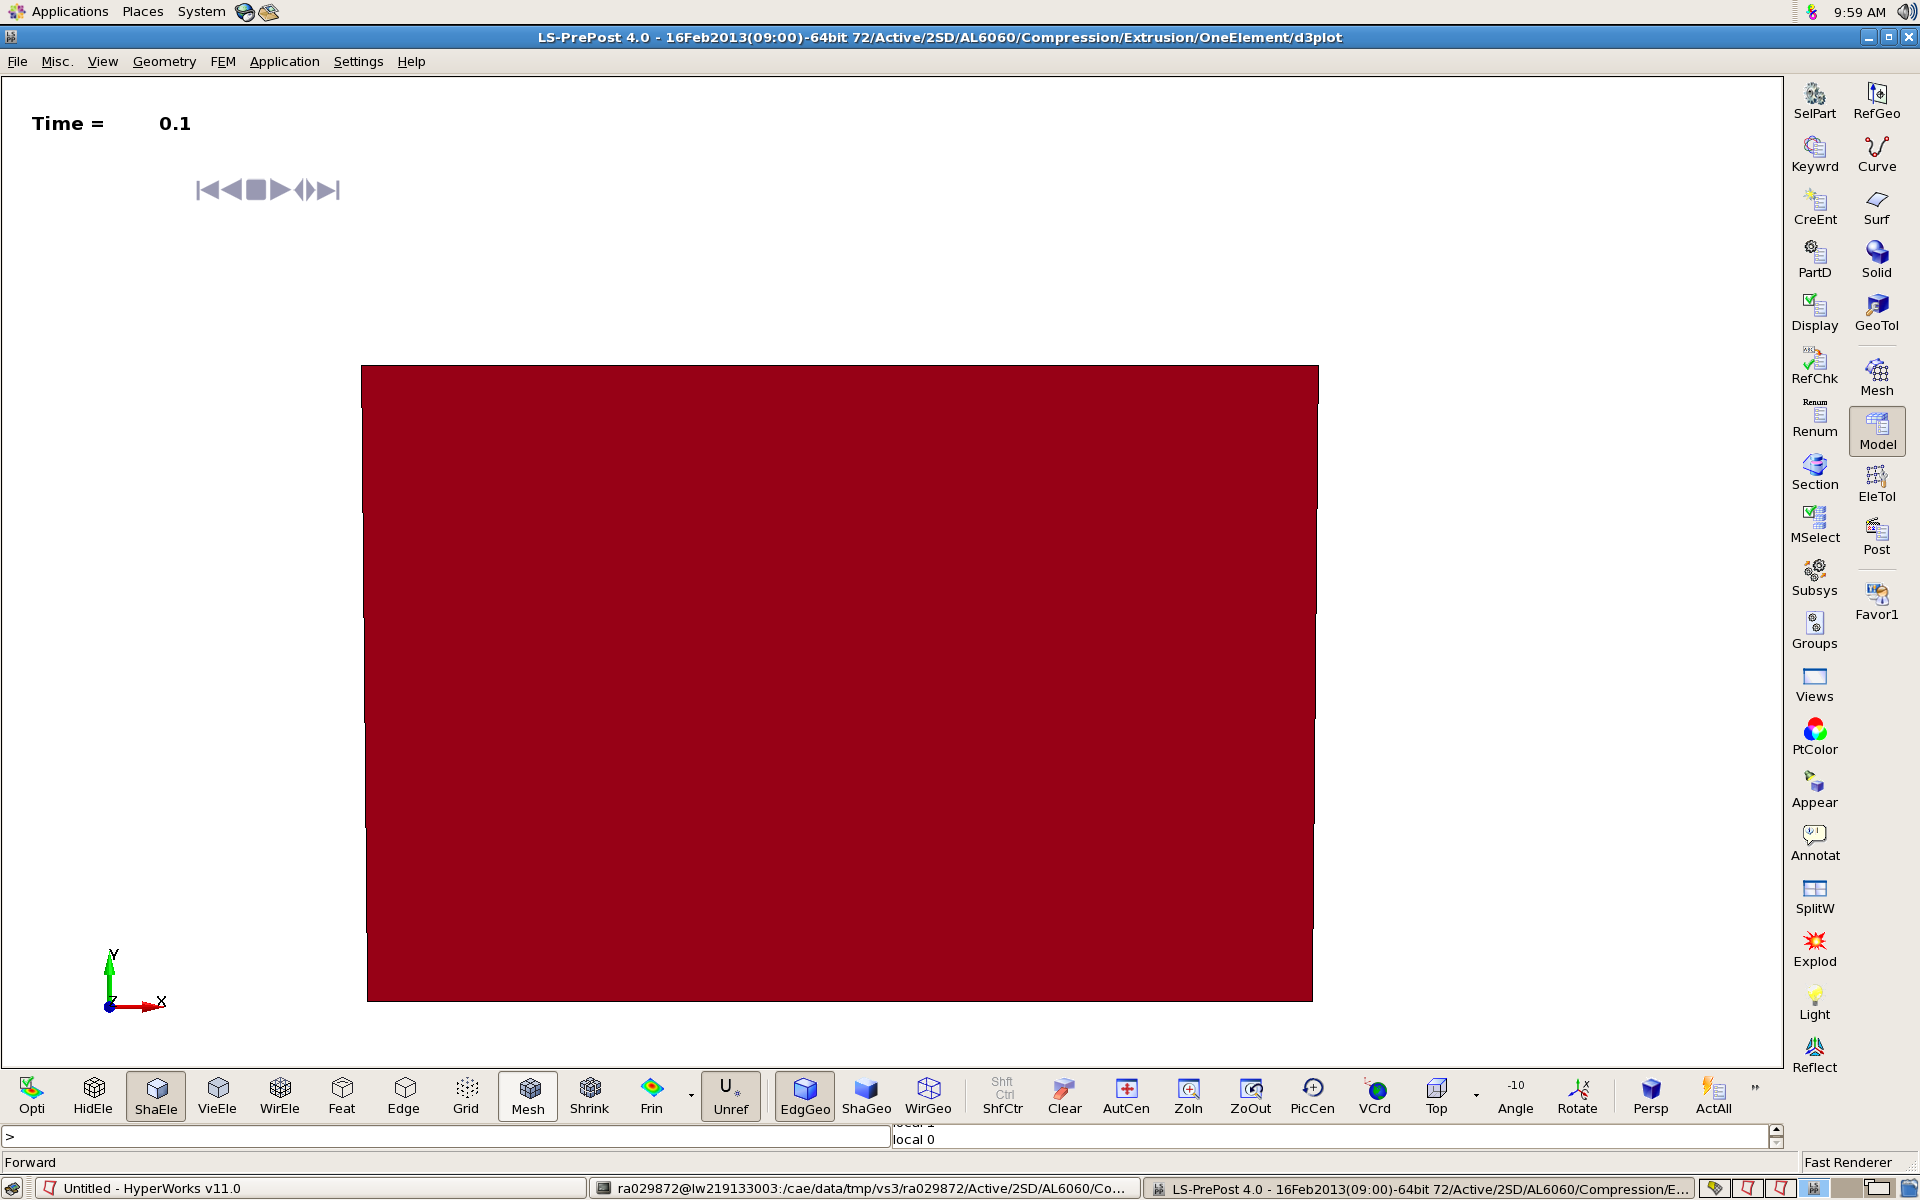 Applications Places System 9:59 AM
LS-PrePost 4.0 - 16Feb2013(09:00)-64bit 72/Active/2SD/AL6060/Compression/Extrusion/OneElement/d3plot
File Misc. View Geometry FEM Application Settings Help
Time = 0.1
SelPart RefGeo
Keywrd Curve
CreEnt Surf
PartD Solid
Display GeoTol
RefChk Mesh
Renum
Renum Model
Section EleTol
MSelect Post
Subsys Favor1
Groups
Views
PtColor
Appear
Annotat
SplitW
Explod
Light
Reflect
Y
Z X
Shft
Ctrl
U
-10
Opti HidEle ShaEle VieEle WirEle Feat Edge Grid Mesh Shrink Frin Unref EdgGeo ShaGeo WirGeo ShfCtr Clear AutCen ZoIn ZoOut PicCen VCrd Top Angle Rotate Persp ActAll
>
local 1
local 0
Forward Fast Renderer
Untitled - HyperWorks v11.0 ra029872@lw219133003:/cae/data/tmp/vs3/ra029872/Active/2SD/AL6060/Co... LS-PrePost 4.0 - 16Feb2013(09:00)-64bit 72/Active/2SD/AL6060/Compression/E...